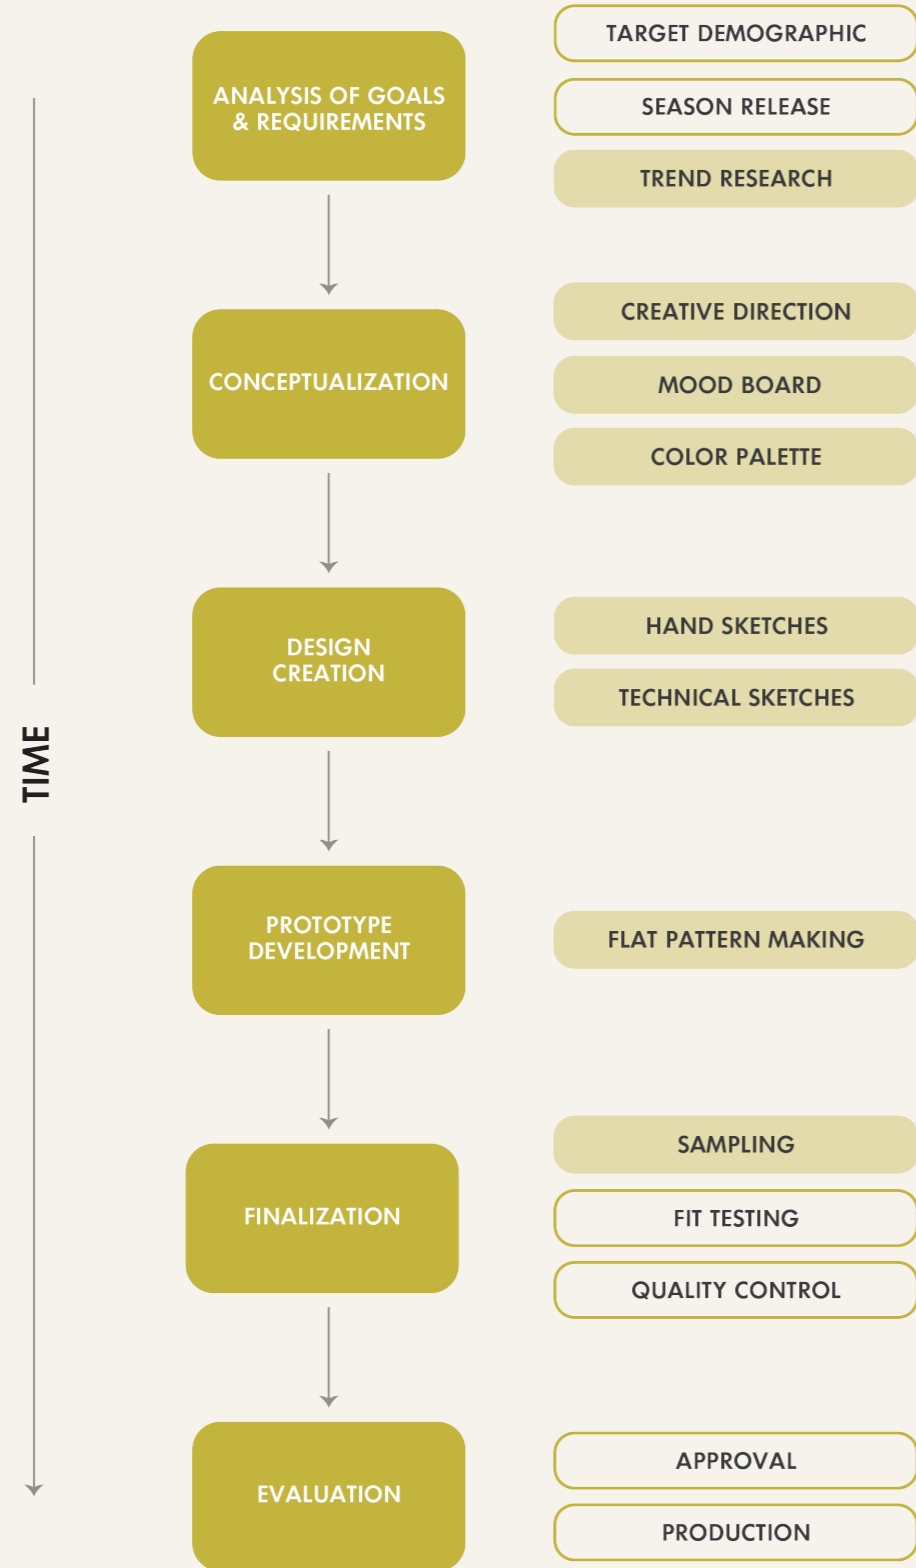 TARGET DEMOGRAPHIC
ANALYSIS OF GOALS
& REQUIREMENTS
SEASON RELEASE
TREND RESEARCH
CREATIVE DIRECTION
CONCEPTUALIZATION
MOOD BOARD
COLOR PALETTE
HAND SKETCHES
DESIGN
CREATION
TECHNICAL SKETCHES
TIME
PROTOTYPE
DEVELOPMENT
FLAT PATTERN MAKING
SAMPLING
FINALIZATION
FIT TESTING
QUALITY CONTROL
APPROVAL
EVALUATION
PRODUCTION